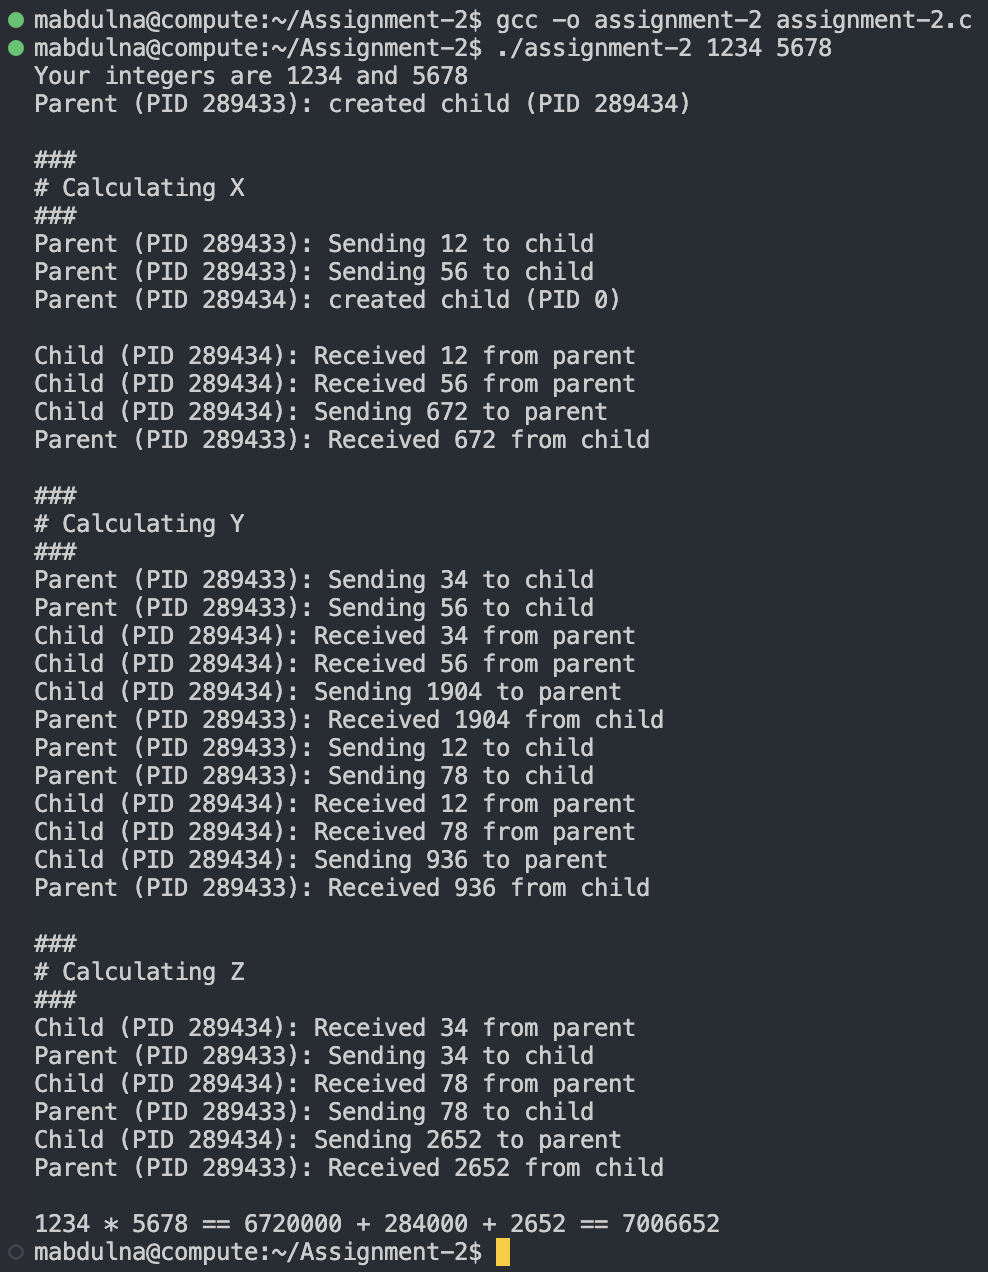 mabdulna@compute:~/Assignment-2$ gcc -o assignment-2 assignment-2.c
mabdulna@compute:~/Assignment-2$ ./assignment-2 1234 5678
Your integers are 1234 and 5678
Parent (PID 289433): created child (PID 289434)

###
# Calculating X
###
Parent (PID 289433): Sending 12 to child
Parent (PID 289433): Sending 56 to child
Parent (PID 289434): created child (PID 0)

Child (PID 289434): Received 12 from parent
Child (PID 289434): Received 56 from parent
Child (PID 289434): Sending 672 to parent
Parent (PID 289433): Received 672 from child

###
# Calculating Y
###
Parent (PID 289433): Sending 34 to child
Parent (PID 289433): Sending 56 to child
Child (PID 289434): Received 34 from parent
Child (PID 289434): Received 56 from parent
Child (PID 289434): Sending 1904 to parent
Parent (PID 289433): Received 1904 from child
Parent (PID 289433): Sending 12 to child
Parent (PID 289433): Sending 78 to child
Child (PID 289434): Received 12 from parent
Child (PID 289434): Received 78 from parent
Child (PID 289434): Sending 936 to parent
Parent (PID 289433): Received 936 from child

###
# Calculating Z
###
Child (PID 289434): Received 34 from parent
Parent (PID 289433): Sending 34 to child
Child (PID 289434): Received 78 from parent
Parent (PID 289433): Sending 78 to child
Child (PID 289434): Sending 2652 to parent
Parent (PID 289433): Received 2652 from child

1234 * 5678 == 6720000 + 284000 + 2652 == 7006652
mabdulna@compute:~/Assignment-2$